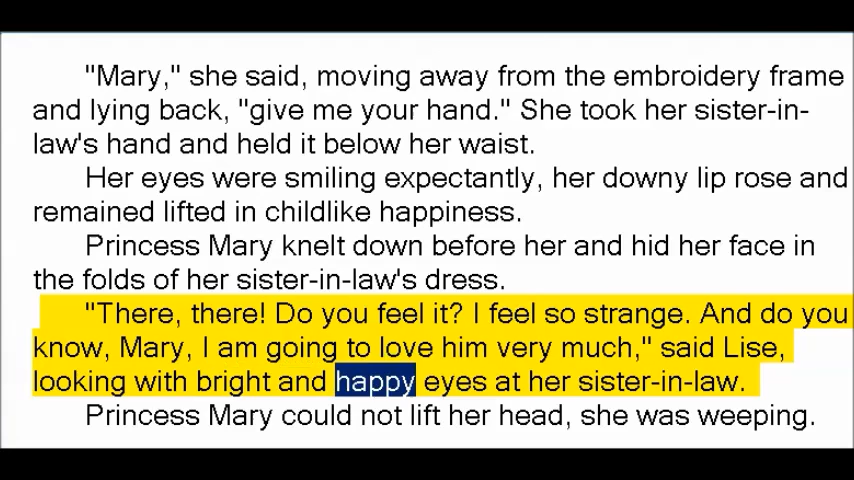 "Mary," she said, moving away from the embroidery frame
and lying back, "give me your hand." She took her sister-in-
law's hand and held it below her waist.
Her eyes were smiling expectantly, her downy lip rose and
remained lifted in childlike happiness.
Princess Mary knelt down before her and hid her face in
the folds of her sister-in-law's dress.
"There, there! Do you feel it? I feel so strange. And do you
know, Mary, I am going to love him very much," said Lise,
looking with bright and happy eyes at her sister-in-law.
Princess Mary could not lift her head, she was weeping.